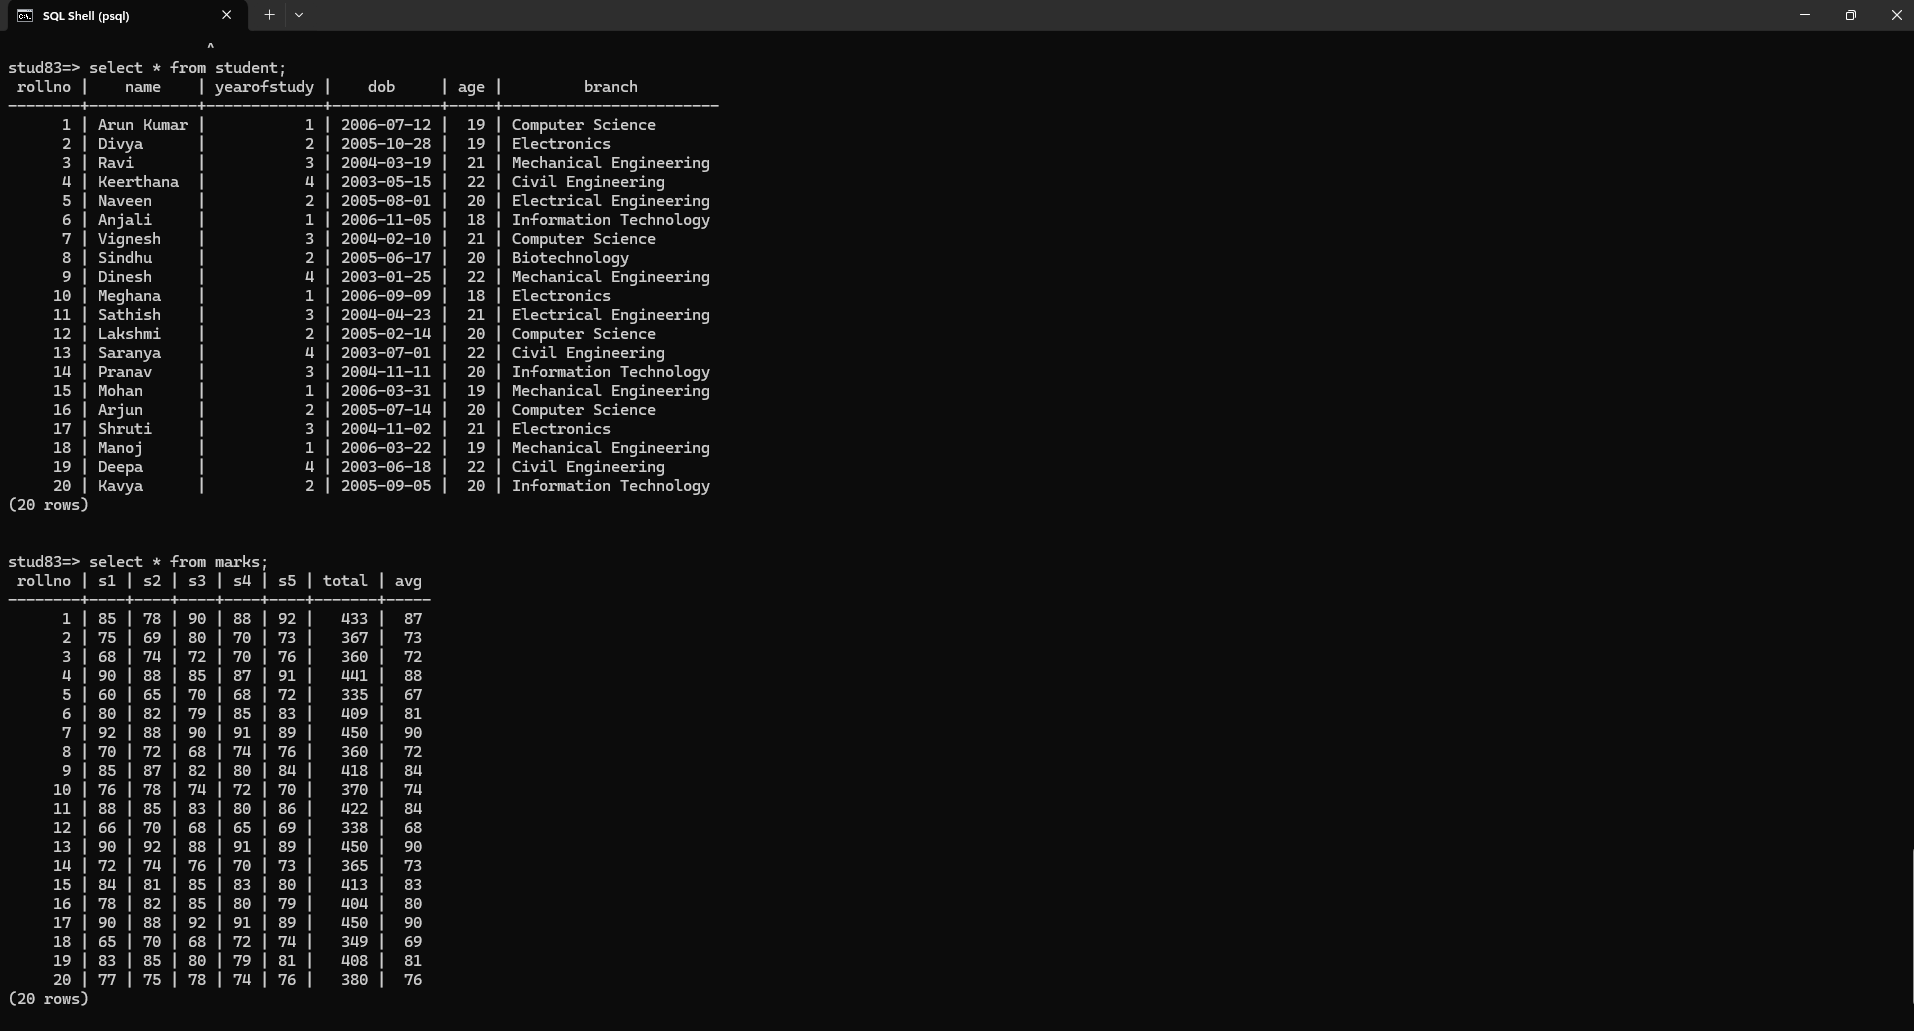 SQL Shell (psql)
^
stud83=> select * from student;
 rollno |    name    | yearofstudy |    dob     | age |         branch
--------+------------+-------------+------------+-----+------------------------
      1 | Arun Kumar |           1 | 2006-07-12 |  19 | Computer Science
      2 | Divya      |           2 | 2005-10-28 |  19 | Electronics
      3 | Ravi       |           3 | 2004-03-19 |  21 | Mechanical Engineering
      4 | Keerthana  |           4 | 2003-05-15 |  22 | Civil Engineering
      5 | Naveen     |           2 | 2005-08-01 |  20 | Electrical Engineering
      6 | Anjali     |           1 | 2006-11-05 |  18 | Information Technology
      7 | Vignesh    |           3 | 2004-02-10 |  21 | Computer Science
      8 | Sindhu     |           2 | 2005-06-17 |  20 | Biotechnology
      9 | Dinesh     |           4 | 2003-01-25 |  22 | Mechanical Engineering
     10 | Meghana    |           1 | 2006-09-09 |  18 | Electronics
     11 | Sathish    |           3 | 2004-04-23 |  21 | Electrical Engineering
     12 | Lakshmi    |           2 | 2005-02-14 |  20 | Computer Science
     13 | Saranya    |           4 | 2003-07-01 |  22 | Civil Engineering
     14 | Pranav     |           3 | 2004-11-11 |  20 | Information Technology
     15 | Mohan      |           1 | 2006-03-31 |  19 | Mechanical Engineering
     16 | Arjun      |           2 | 2005-07-14 |  20 | Computer Science
     17 | Shruti     |           3 | 2004-11-02 |  21 | Electronics
     18 | Manoj      |           1 | 2006-03-22 |  19 | Mechanical Engineering
     19 | Deepa      |           4 | 2003-06-18 |  22 | Civil Engineering
     20 | Kavya      |           2 | 2005-09-05 |  20 | Information Technology
(20 rows)
stud83=> select * from marks;
 rollno | s1 | s2 | s3 | s4 | s5 | total | avg
--------+----+----+----+----+----+-------+-----
      1 | 85 | 78 | 90 | 88 | 92 |   433 |  87
      2 | 75 | 69 | 80 | 70 | 73 |   367 |  73
      3 | 68 | 74 | 72 | 70 | 76 |   360 |  72
      4 | 90 | 88 | 85 | 87 | 91 |   441 |  88
      5 | 60 | 65 | 70 | 68 | 72 |   335 |  67
      6 | 80 | 82 | 79 | 85 | 83 |   409 |  81
      7 | 92 | 88 | 90 | 91 | 89 |   450 |  90
      8 | 70 | 72 | 68 | 74 | 76 |   360 |  72
      9 | 85 | 87 | 82 | 80 | 84 |   418 |  84
     10 | 76 | 78 | 74 | 72 | 70 |   370 |  74
     11 | 88 | 85 | 83 | 80 | 86 |   422 |  84
     12 | 66 | 70 | 68 | 65 | 69 |   338 |  68
     13 | 90 | 92 | 88 | 91 | 89 |   450 |  90
     14 | 72 | 74 | 76 | 70 | 73 |   365 |  73
     15 | 84 | 81 | 85 | 83 | 80 |   413 |  83
     16 | 78 | 82 | 85 | 80 | 79 |   404 |  80
     17 | 90 | 88 | 92 | 91 | 89 |   450 |  90
     18 | 65 | 70 | 68 | 72 | 74 |   349 |  69
     19 | 83 | 85 | 80 | 79 | 81 |   408 |  81
     20 | 77 | 75 | 78 | 74 | 76 |   380 |  76
(20 rows)